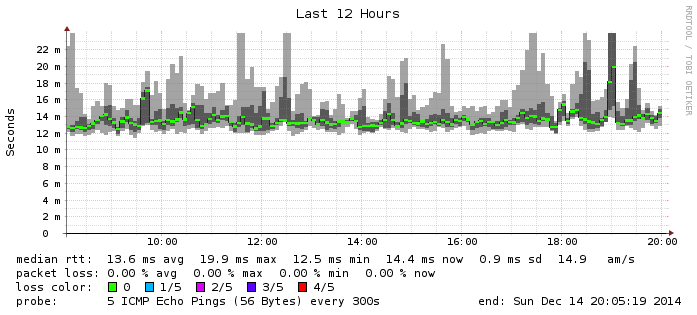 Last 12 Hours
RRDTOOL / TOBI OETIKER
Seconds
22 m
20 m
18 m
16 m
14 m
12 m
10 m
8 m
6 m
4 m
2 m
0
10:00 12:00 14:00 16:00 18:00 20:00
median rtt: 13.6 ms avg 19.9 ms max 12.5 ms min 14.4 ms now 0.9 ms sd 14.9 am/s
packet loss: 0.00 % avg 0.00 % max 0.00 % min 0.00 % now
loss color: 0 1/5 2/5 3/5 4/5
probe: 5 ICMP Echo Pings (56 Bytes) every 300s end: Sun Dec 14 20:05:19 2014